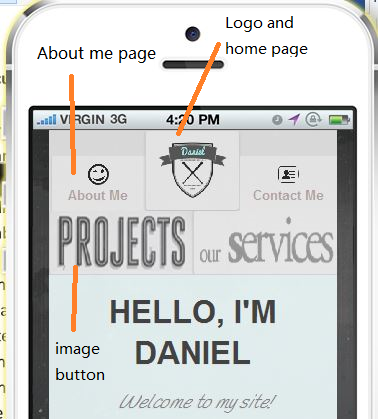 Logo and
home page
About me page
VIRGIN 3G
4:20 PM
Daniel
About Me
Contact Me
PROJECTS
our services
HELLO, I'M
DANIEL
image
button
Welcome to my site!